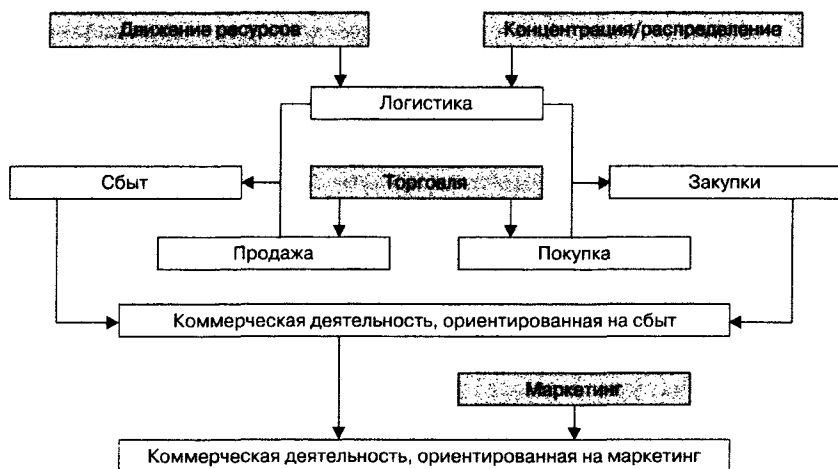 Движение ресурсов
Концентрация/распределение
Логистика
Сбыт
Торговля
Закупки
Продажа
Покупка
Коммерческая деятельность, ориентированная на сбыт
Маркетинг
Коммерческая деятельность, ориентированная на маркетинг